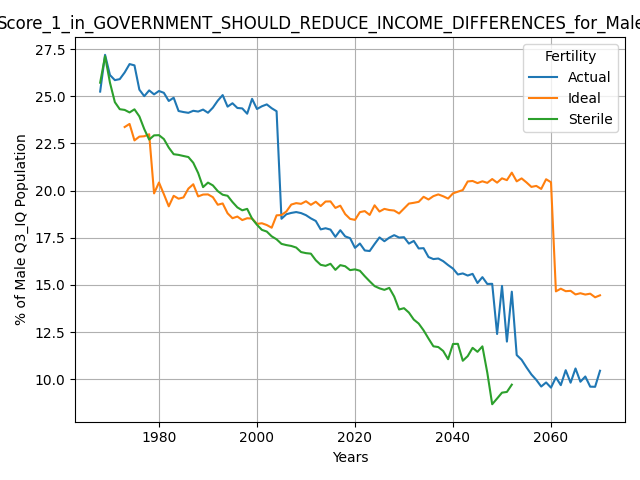 Score_1_in_GOVERNMENT_SHOULD_REDUCE_INCOME_DIFFERENCES_for_Male
Fertility
Actual
Ideal
Sterile
27.5
25.0
22.5
20.0
17.5
15.0
12.5
10.0
% of Male Q3_IQ Population
1980
2000
2020
2040
2060
Years